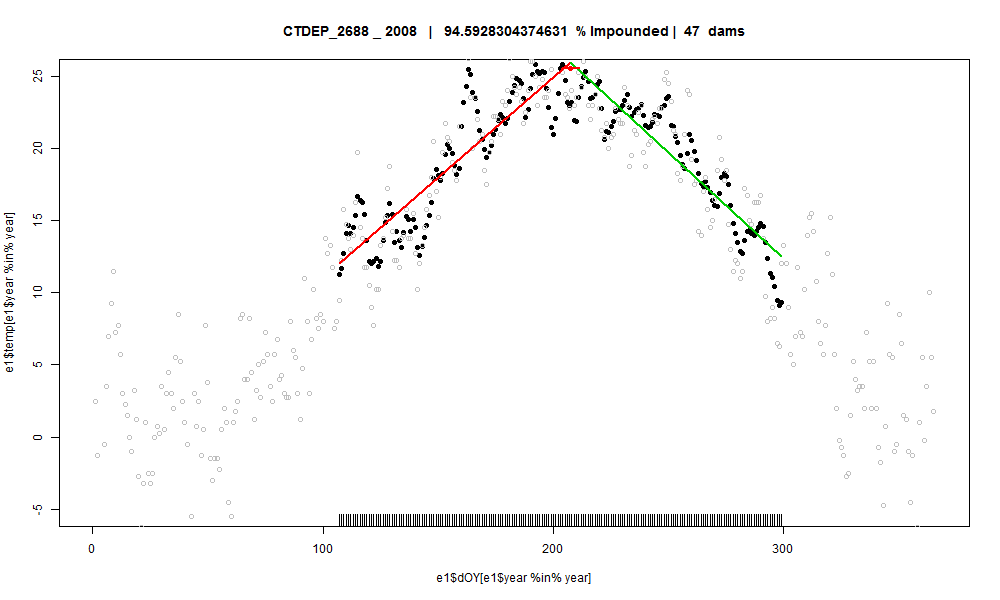 CTDEP_2688 _ 2008 | 94.5928304374631 % Impounded | 47 dams
e1$temp[e1$year %in% year]
25
20
15
10
5
0
-5
0 100 200 300
e1$dOY[e1$year %in% year]